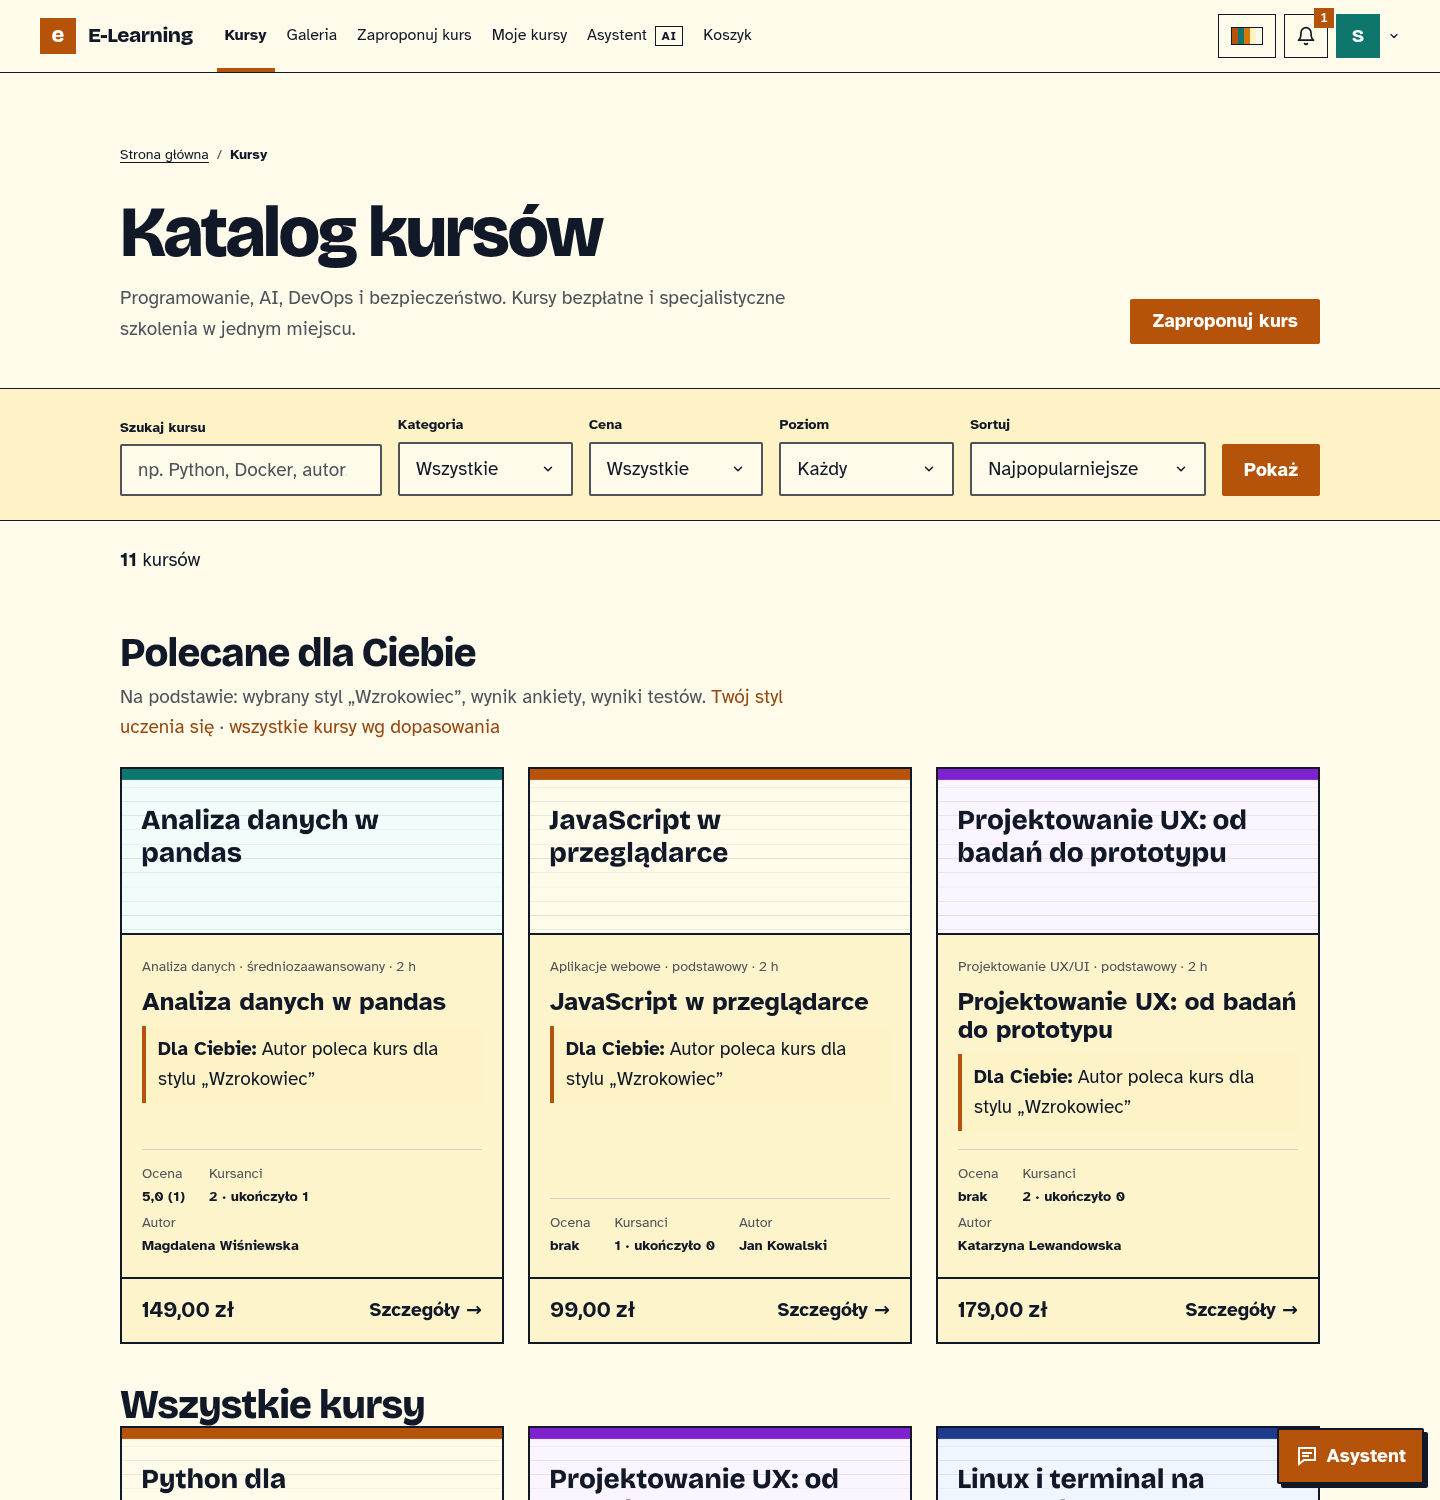 e E-Learning Kursy Galeria Zaproponuj kurs Moje kursy Asystent AI Koszyk 1 S
Strona główna / Kursy
Katalog kursów
Programowanie, AI, DevOps i bezpieczeństwo. Kursy bezpłatne i specjalistyczne
szkolenia w jednym miejscu.
Zaproponuj kurs
Szukaj kursu Kategoria Cena Poziom Sortuj
np. Python, Docker, autor Wszystkie Wszystkie Każdy Najpopularniejsze Pokaż
11 kursów
Polecane dla Ciebie
Na podstawie: wybrany styl „Wzrokowiec”, wynik ankiety, wyniki testów. Twój styl
uczenia się · wszystkie kursy wg dopasowania
Analiza danych w
pandas
Analiza danych · średniozaawansowany · 2 h
Analiza danych w pandas
Dla Ciebie: Autor poleca kurs dla
stylu „Wzrokowiec”
Ocena Kursanci
5,0 (1) 2 · ukończyło 1
Autor
Magdalena Wiśniewska
149,00 zł Szczegóły →
JavaScript w
przeglądarce
Aplikacje webowe · podstawowy · 2 h
JavaScript w przeglądarce
Dla Ciebie: Autor poleca kurs dla
stylu „Wzrokowiec”
Ocena Kursanci Autor
brak 1 · ukończyło 0 Jan Kowalski
99,00 zł Szczegóły →
Projektowanie UX: od
badań do prototypu
Projektowanie UX/UI · podstawowy · 2 h
Projektowanie UX: od badań
do prototypu
Dla Ciebie: Autor poleca kurs dla
stylu „Wzrokowiec”
Ocena Kursanci
brak 2 · ukończyło 0
Autor
Katarzyna Lewandowska
179,00 zł Szczegóły →
Wszystkie kursy
Python dla
Projektowanie UX: od
Linux i terminal na
Asystent